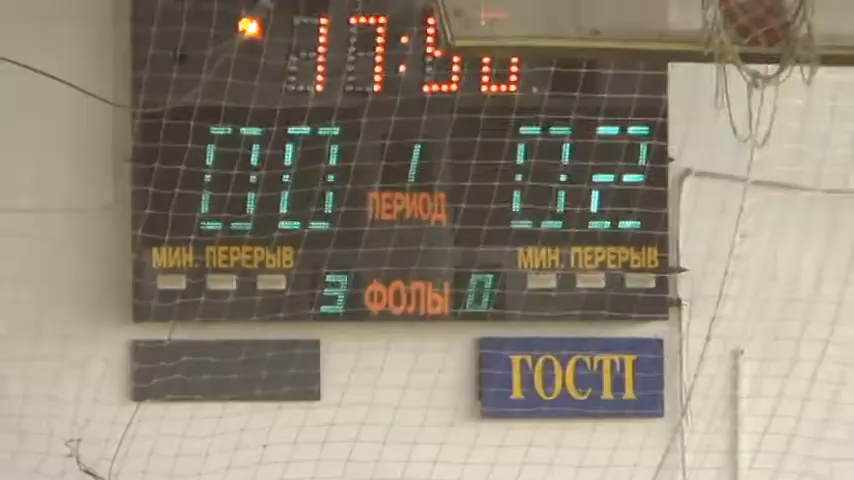 17:50
00 1 02
ПЕРИОД
МИН. ПЕРЕРЫВ МИН. ПЕРЕРЫВ
3 ФОЛЫ 0
ГОСТІ